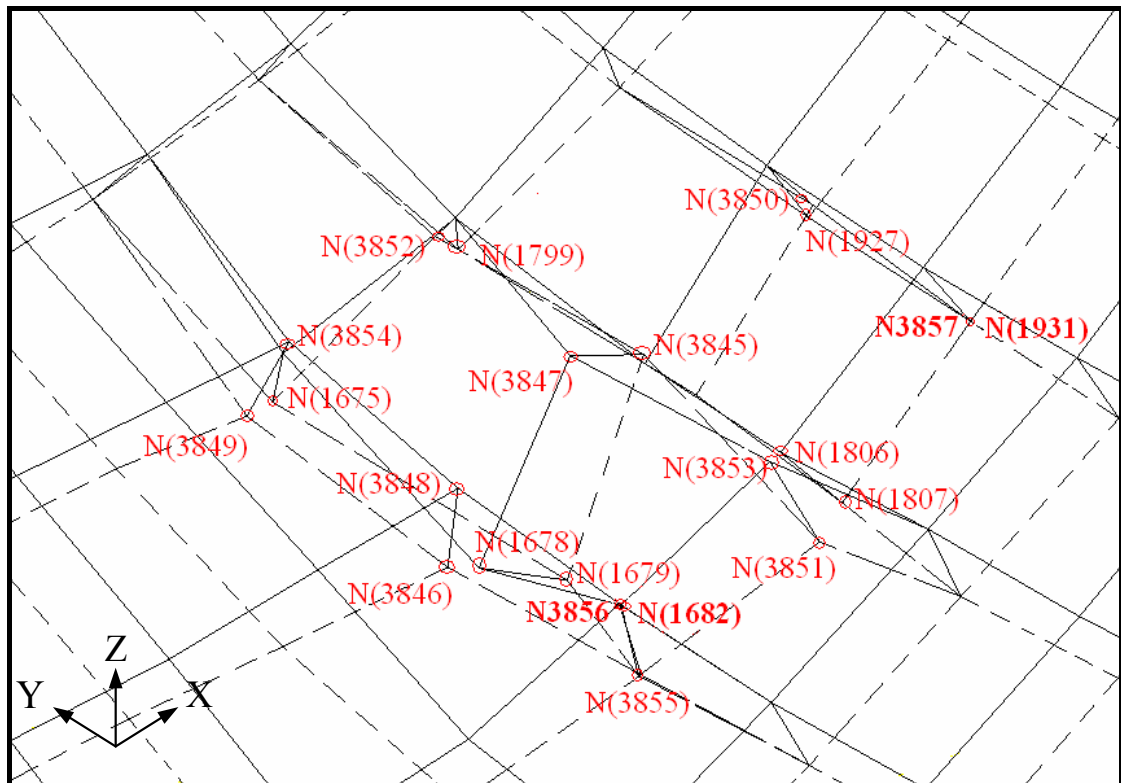 N(3850)
N(1927)
N(3852)
N(1799)
N3857 N(1931)
N(3854)
N(3845)
N(3847)
N(1675)
N(3849)
N(1806)
N(3853)
N(3848)
N(1807)
N(1678)
N(3851)
N(1679)
N(3846)
N3856 N(1682)
N(3855)
Z
Y
X